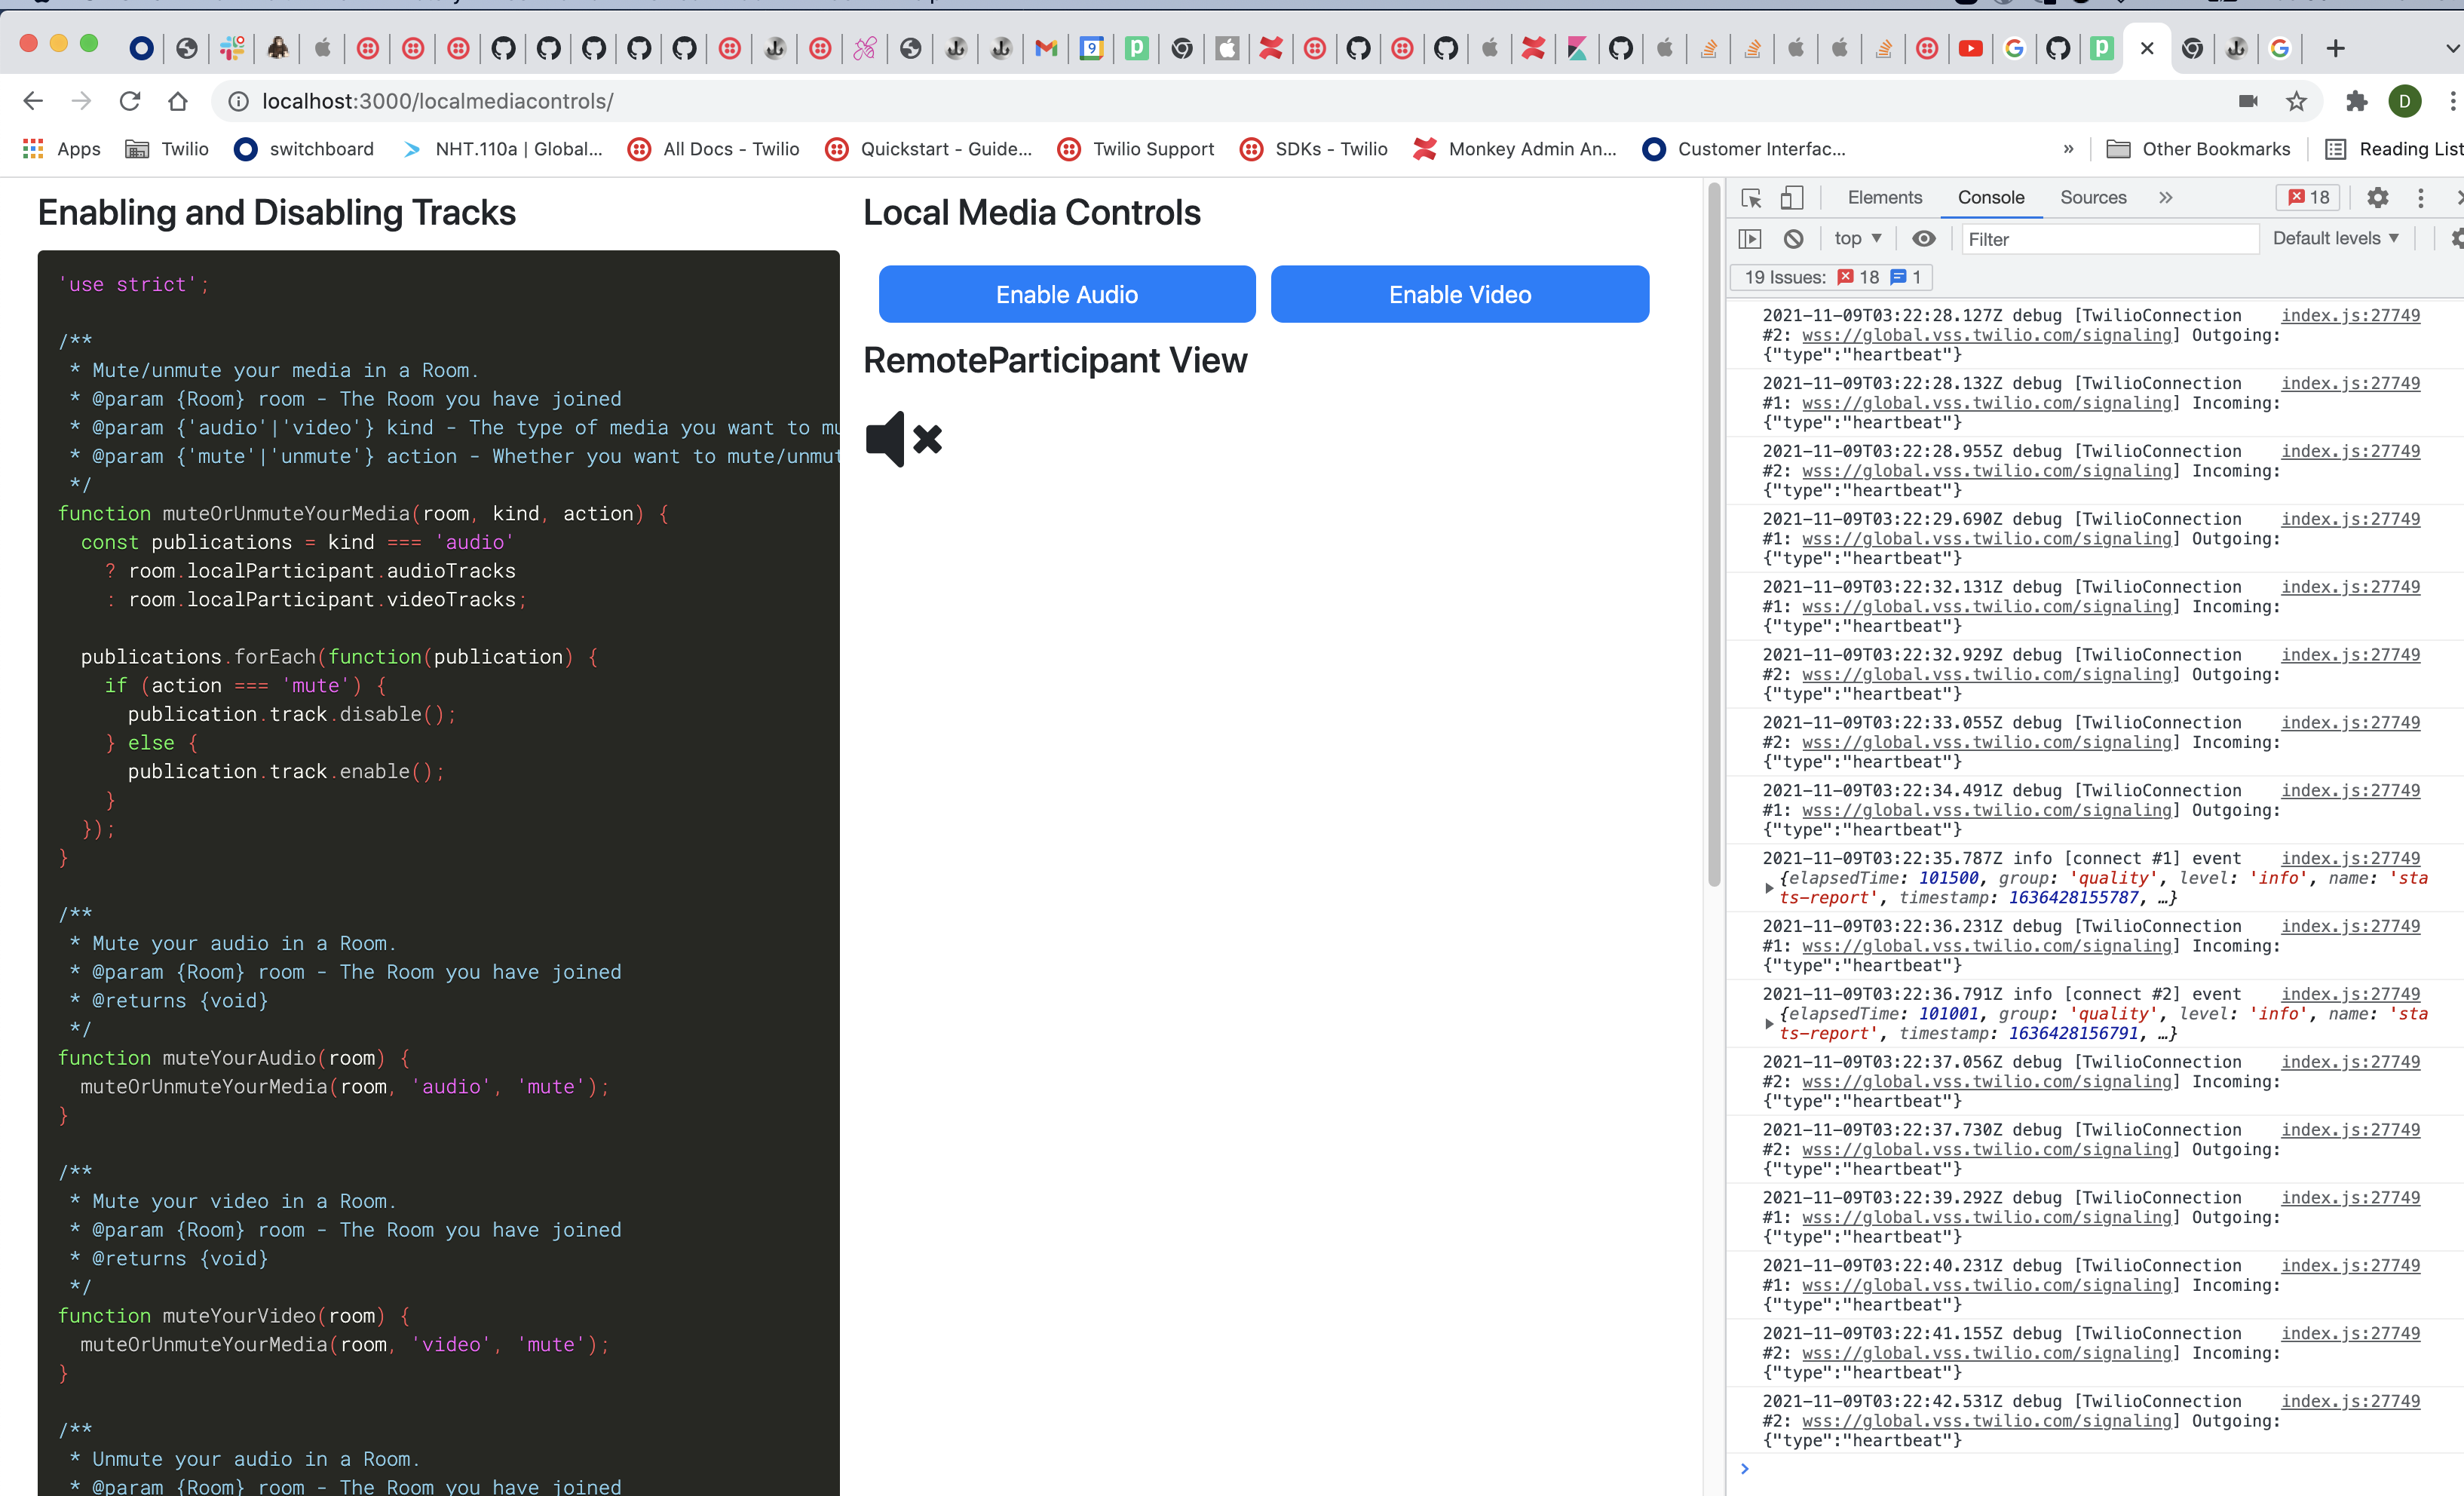 localhost:3000/localmediacontrols/
D
Apps
Twilio
switchboard
NHT.110a | Global...
All Docs - Twilio
Quickstart - Guide...
Twilio Support
SDKs - Twilio
Monkey Admin An...
Customer Interfac...
»
Other Bookmarks
Reading List
Enabling and Disabling Tracks
'use strict';
/**
* Mute/unmute your media in a Room.
* @param {Room} room - The Room you have joined
* @param {'audio'|'video'} kind - The type of media you want to mu
* @param {'mute'|'unmute'} action - Whether you want to mute/unmut
*/
function muteOrUnmuteYourMedia(room, kind, action) {
const publications = kind === 'audio'
? room.localParticipant.audioTracks
: room.localParticipant.videoTracks;
publications.forEach(function(publication) {
if (action === 'mute') {
publication.track.disable();
} else {
publication.track.enable();
}
});
}
/**
* Mute your audio in a Room.
* @param {Room} room - The Room you have joined
* @returns {void}
*/
function muteYourAudio(room) {
muteOrUnmuteYourMedia(room, 'audio', 'mute');
}
/**
* Mute your video in a Room.
* @param {Room} room - The Room you have joined
* @returns {void}
*/
function muteYourVideo(room) {
muteOrUnmuteYourMedia(room, 'video', 'mute');
}
/**
* Unmute your audio in a Room.
* @param {Room} room - The Room you have joined
Local Media Controls
Enable Audio
Enable Video
RemoteParticipant View
Elements
Console
Sources
»
18
top ▼
Filter
Default levels ▼
19 Issues: 18 1
2021-11-09T03:22:28.127Z debug [TwilioConnection index.js:27749
#2: wss://global.vss.twilio.com/signaling] Outgoing:
{"type":"heartbeat"}
2021-11-09T03:22:28.132Z debug [TwilioConnection index.js:27749
#1: wss://global.vss.twilio.com/signaling] Incoming:
{"type":"heartbeat"}
2021-11-09T03:22:28.955Z debug [TwilioConnection index.js:27749
#2: wss://global.vss.twilio.com/signaling] Incoming:
{"type":"heartbeat"}
2021-11-09T03:22:29.690Z debug [TwilioConnection index.js:27749
#1: wss://global.vss.twilio.com/signaling] Outgoing:
{"type":"heartbeat"}
2021-11-09T03:22:32.131Z debug [TwilioConnection index.js:27749
#1: wss://global.vss.twilio.com/signaling] Incoming:
{"type":"heartbeat"}
2021-11-09T03:22:32.929Z debug [TwilioConnection index.js:27749
#2: wss://global.vss.twilio.com/signaling] Outgoing:
{"type":"heartbeat"}
2021-11-09T03:22:33.055Z debug [TwilioConnection index.js:27749
#2: wss://global.vss.twilio.com/signaling] Incoming:
{"type":"heartbeat"}
2021-11-09T03:22:34.491Z debug [TwilioConnection index.js:27749
#1: wss://global.vss.twilio.com/signaling] Outgoing:
{"type":"heartbeat"}
2021-11-09T03:22:35.787Z info [connect #1] event index.js:27749
{elapsedTime: 101500, group: 'quality', level: 'info', name: 'sta
ts-report', timestamp: 1636428155787, …}
2021-11-09T03:22:36.231Z debug [TwilioConnection index.js:27749
#1: wss://global.vss.twilio.com/signaling] Incoming:
{"type":"heartbeat"}
2021-11-09T03:22:36.791Z info [connect #2] event index.js:27749
{elapsedTime: 101001, group: 'quality', level: 'info', name: 'sta
ts-report', timestamp: 1636428156791, …}
2021-11-09T03:22:37.056Z debug [TwilioConnection index.js:27749
#2: wss://global.vss.twilio.com/signaling] Incoming:
{"type":"heartbeat"}
2021-11-09T03:22:37.730Z debug [TwilioConnection index.js:27749
#2: wss://global.vss.twilio.com/signaling] Outgoing:
{"type":"heartbeat"}
2021-11-09T03:22:39.292Z debug [TwilioConnection index.js:27749
#1: wss://global.vss.twilio.com/signaling] Outgoing:
{"type":"heartbeat"}
2021-11-09T03:22:40.231Z debug [TwilioConnection index.js:27749
#1: wss://global.vss.twilio.com/signaling] Incoming:
{"type":"heartbeat"}
2021-11-09T03:22:41.155Z debug [TwilioConnection index.js:27749
#2: wss://global.vss.twilio.com/signaling] Incoming:
{"type":"heartbeat"}
2021-11-09T03:22:42.531Z debug [TwilioConnection index.js:27749
#2: wss://global.vss.twilio.com/signaling] Outgoing:
{"type":"heartbeat"}